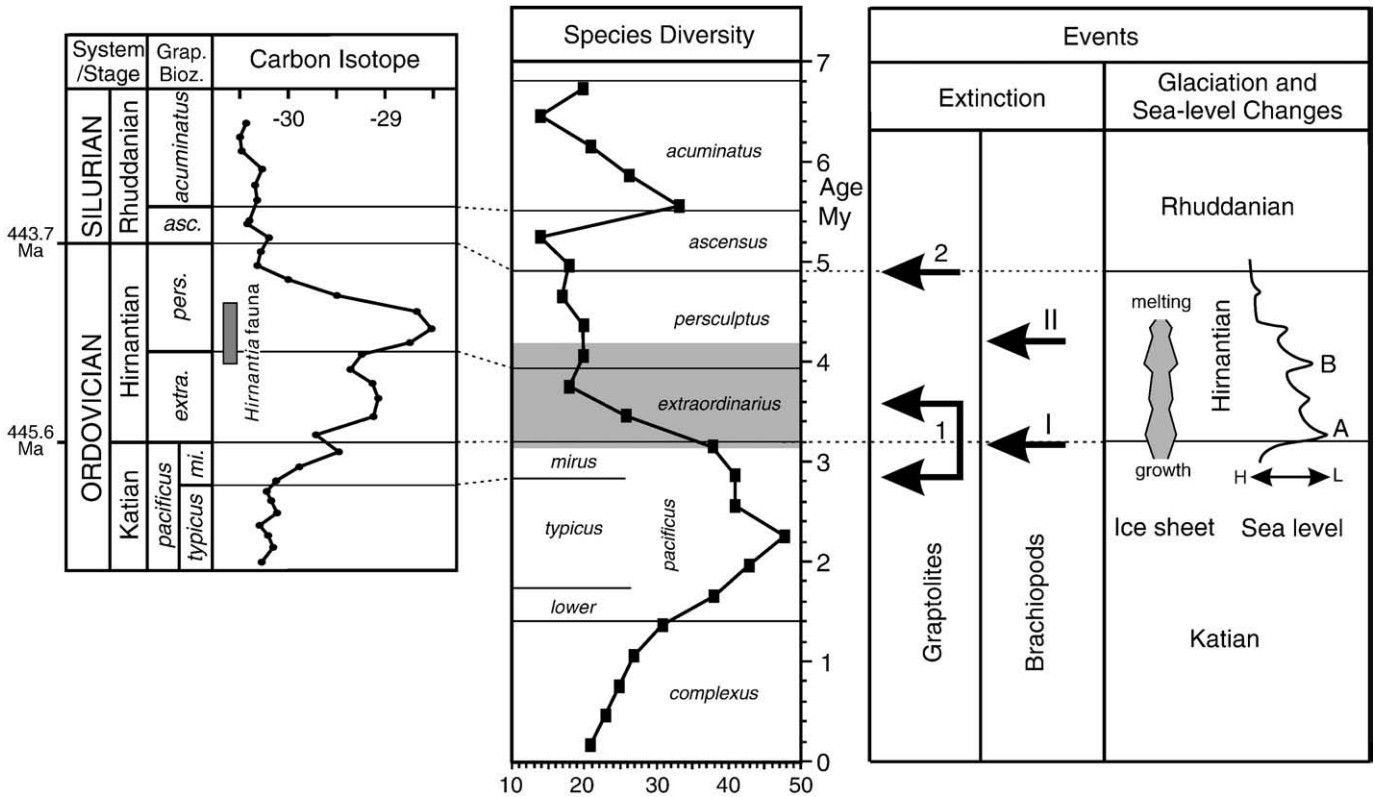 System
/Stage
Grap.
Bioz.
Carbon Isotope
-30
-29
SILURIAN
Rhuddanian
acuminatus
asc.
443.7
Ma
ORDOVICIAN
Hirnantian
pers.
extra.
Hirnantia fauna
445.6
Ma
Katian
pacificus
mi.
typicus
Species Diversity
acuminatus
ascensus
persculptus
extraordinarius
mirus
typicus
pacificus
lower
complexus
10
20
30
40
50
7
6
Age
My
5
4
3
2
1
0
Events
Extinction
Glaciation and
Sea-level Changes
2
II
1
I
Graptolites
Brachiopods
Rhuddanian
melting
Hirnantian
B
A
growth
H
L
Ice sheet
Sea level
Katian